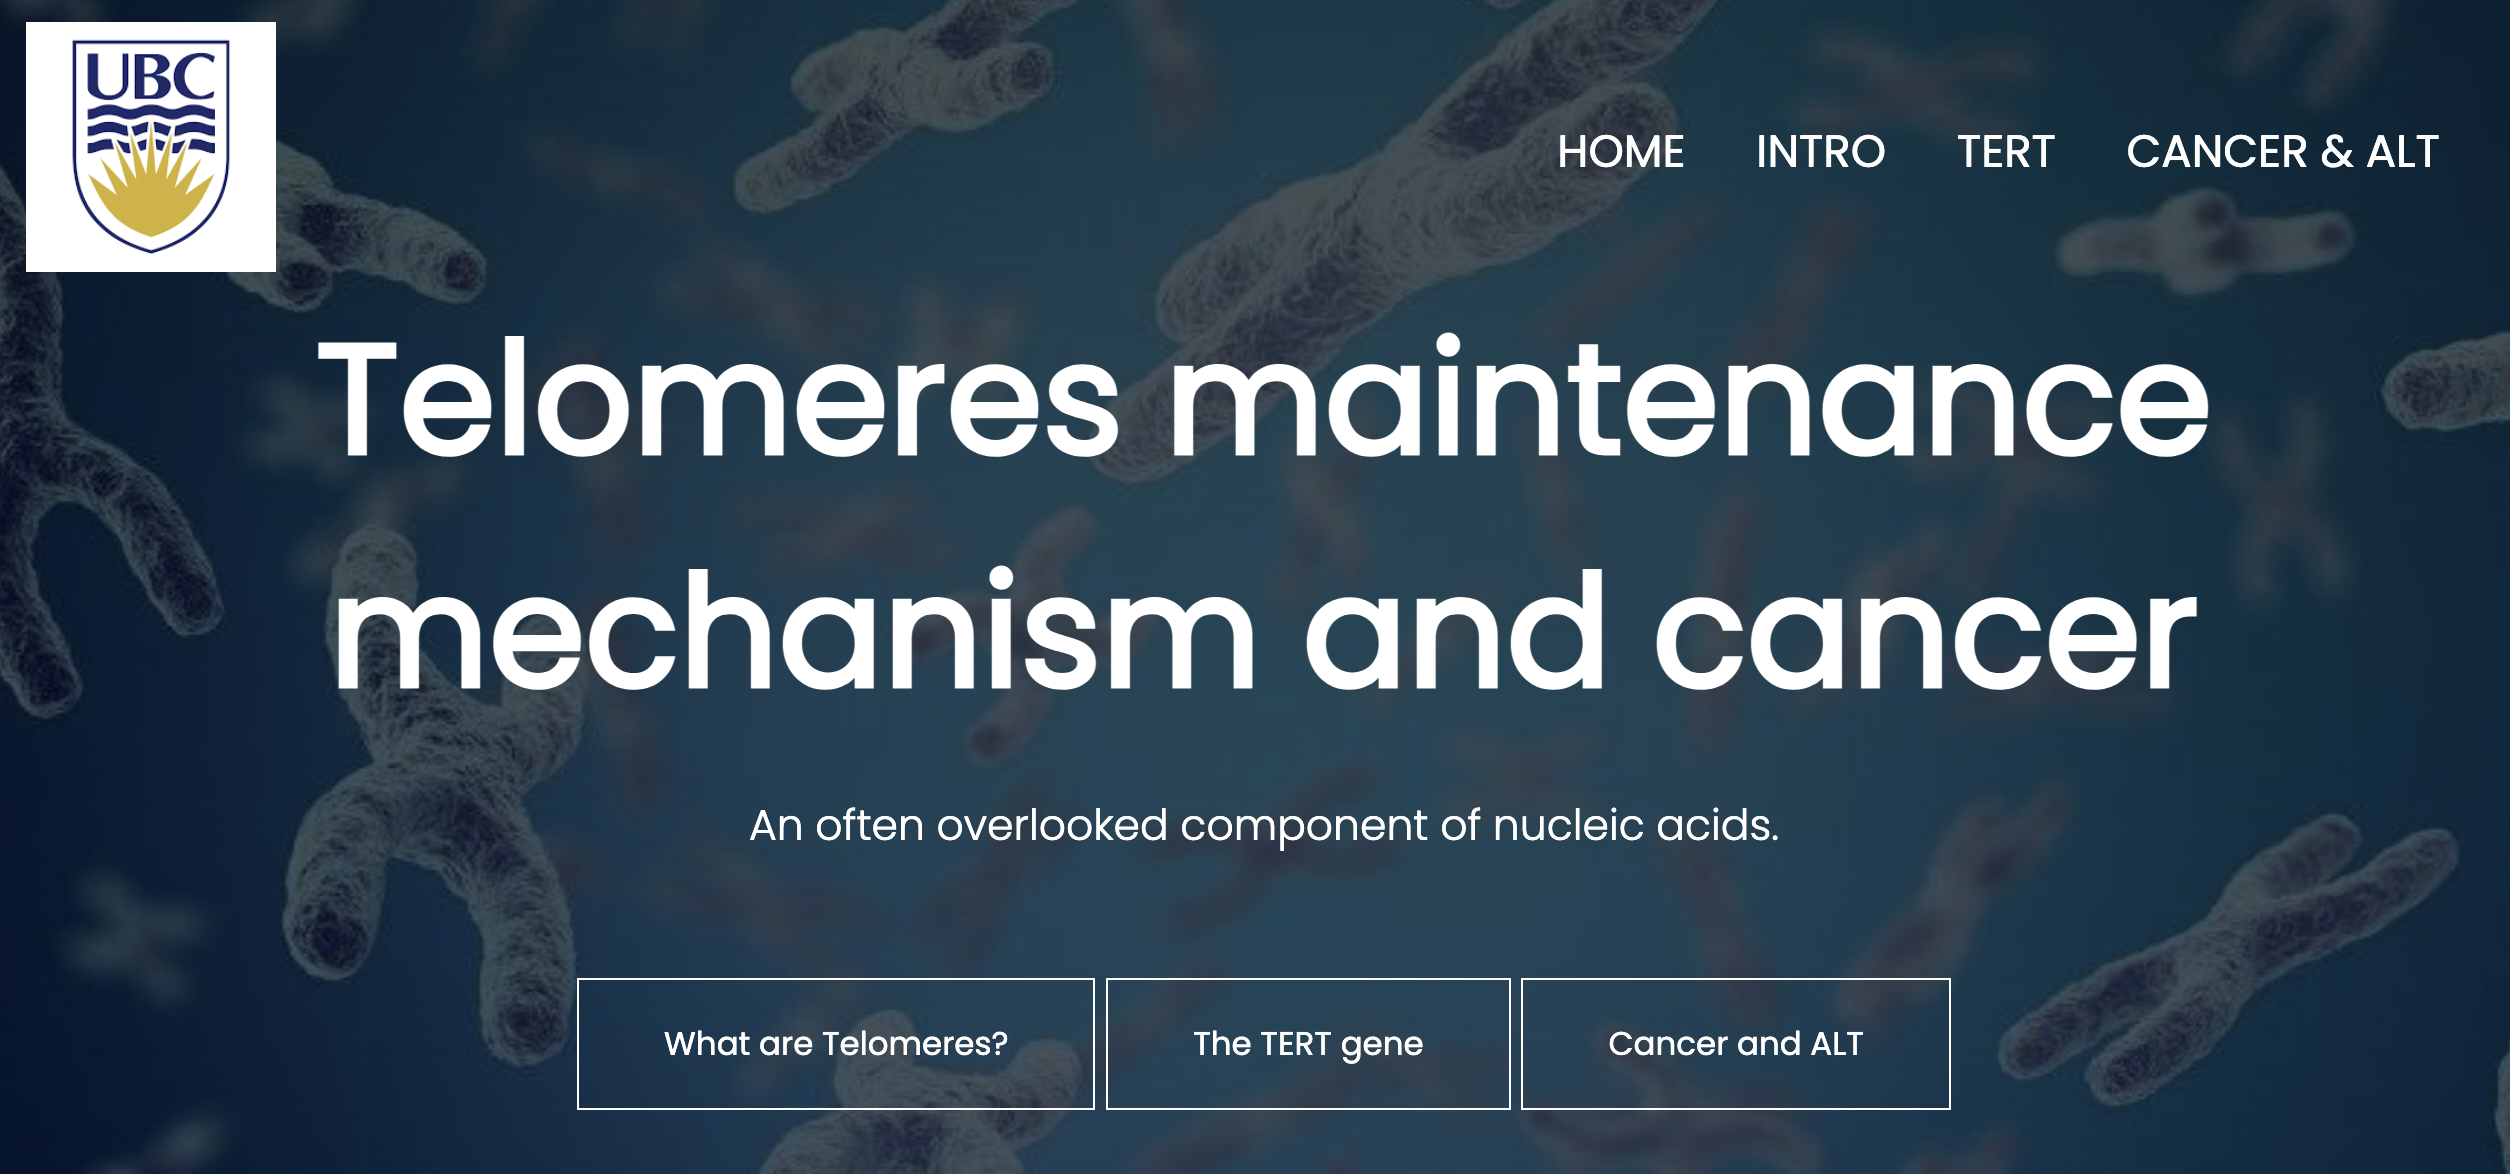 UBC
HOME INTRO TERT CANCER & ALT
Telomeres maintenance
mechanism and cancer
An often overlooked component of nucleic acids.
What are Telomeres? The TERT gene Cancer and ALT